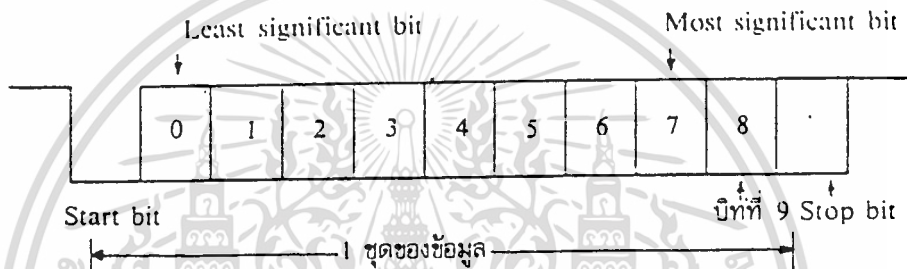 Least significant bit Most significant bit
0 1 2 3 4 5 6 7 8
Start bit บิทที่ 9 Stop bit
1 ชุดของข้อมูล